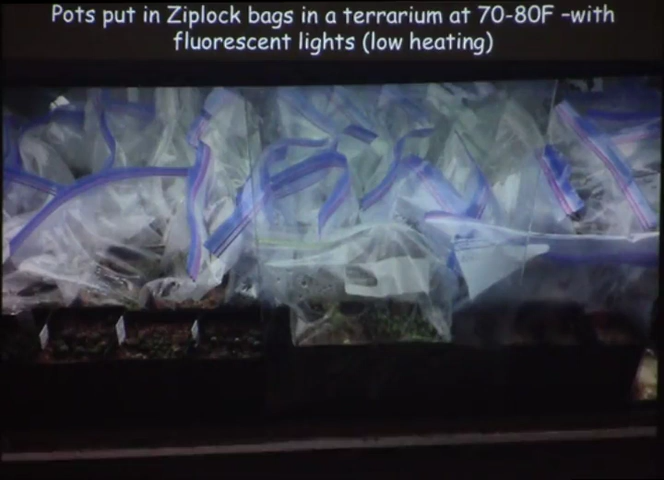 Pots put in Ziplock bags in a terrarium at 70-80F -with
fluorescent lights (low heating)